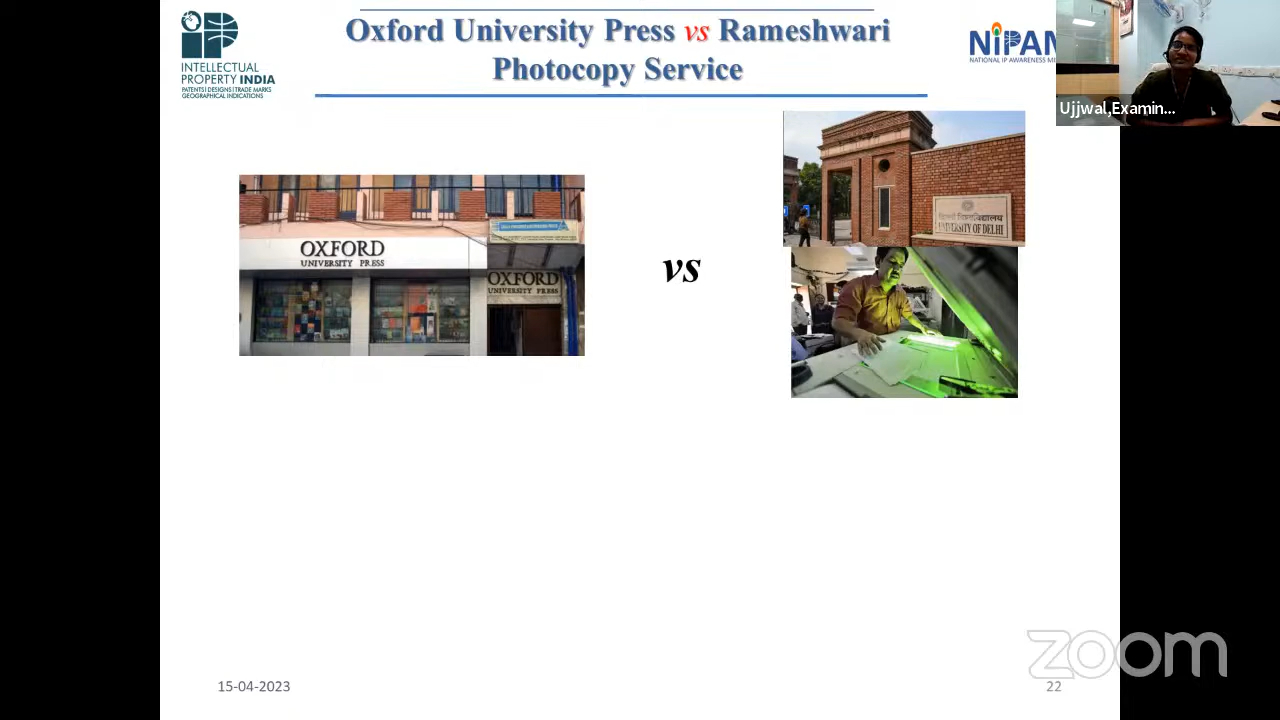 INTELLECTUAL
PROPERTY INDIA
PATENTS | DESIGNS | TRADE MARKS
GEOGRAPHICAL INDICATIONS
Oxford University Press vs Rameshwari
Photocopy Service
NIPAM
NATIONAL IP AWARENESS MI
Ujjwal,Examin...
OXFORD
UNIVERSITY PRESS
OXFORD
UNIVERSITY PRESS
vs
दिल्ली विश्वविद्यालय
UNIVERSITY OF DELHI
zoom
15-04-2023
22